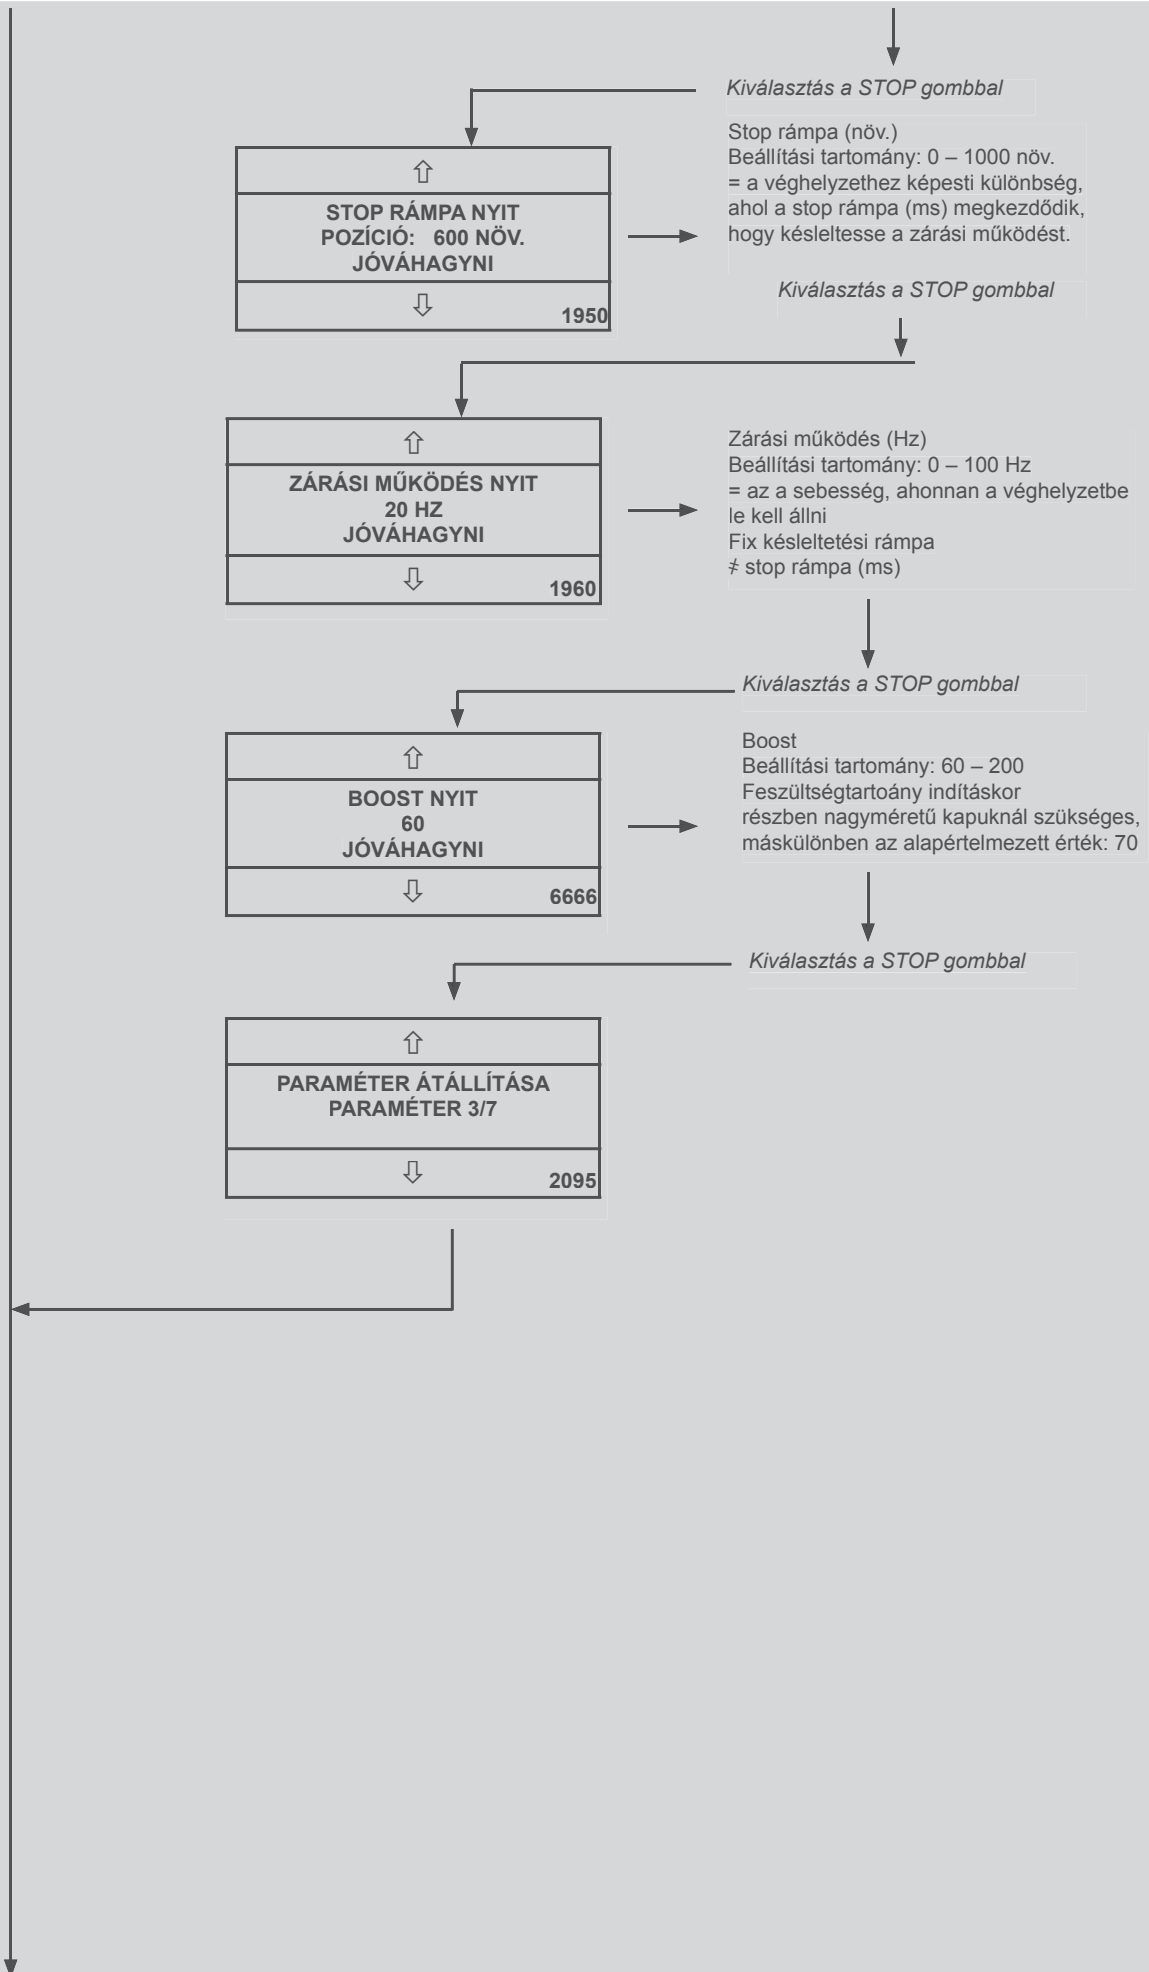 Kiválasztás a STOP gombbal
⇧
STOP RÁMPA NYIT
POZÍCIÓ: 600 NÖV.
JÓVÁHAGYNI
⇩ 1950
Stop rámpa (növ.)
Beállítási tartomány: 0 – 1000 növ.
= a véghelyzethez képesti különbség,
ahol a stop rámpa (ms) megkezdődik,
hogy késleltesse a zárási működést.
Kiválasztás a STOP gombbal
⇧
ZÁRÁSI MŰKÖDÉS NYIT
20 HZ
JÓVÁHAGYNI
⇩ 1960
Zárási működés (Hz)
Beállítási tartomány: 0 – 100 Hz
= az a sebesség, ahonnan a véghelyzetbe
le kell állni
Fix késleltetési rámpa
≠ stop rámpa (ms)
Kiválasztás a STOP gombbal
⇧
BOOST NYIT
60
JÓVÁHAGYNI
⇩ 6666
Boost
Beállítási tartomány: 60 – 200
Feszültségtartoány indításkor
részben nagyméretű kapuknál szükséges,
máskülönben az alapértelmezett érték: 70
Kiválasztás a STOP gombbal
⇧
PARAMÉTER ÁTÁLLÍTÁSA
PARAMÉTER 3/7
⇩ 2095